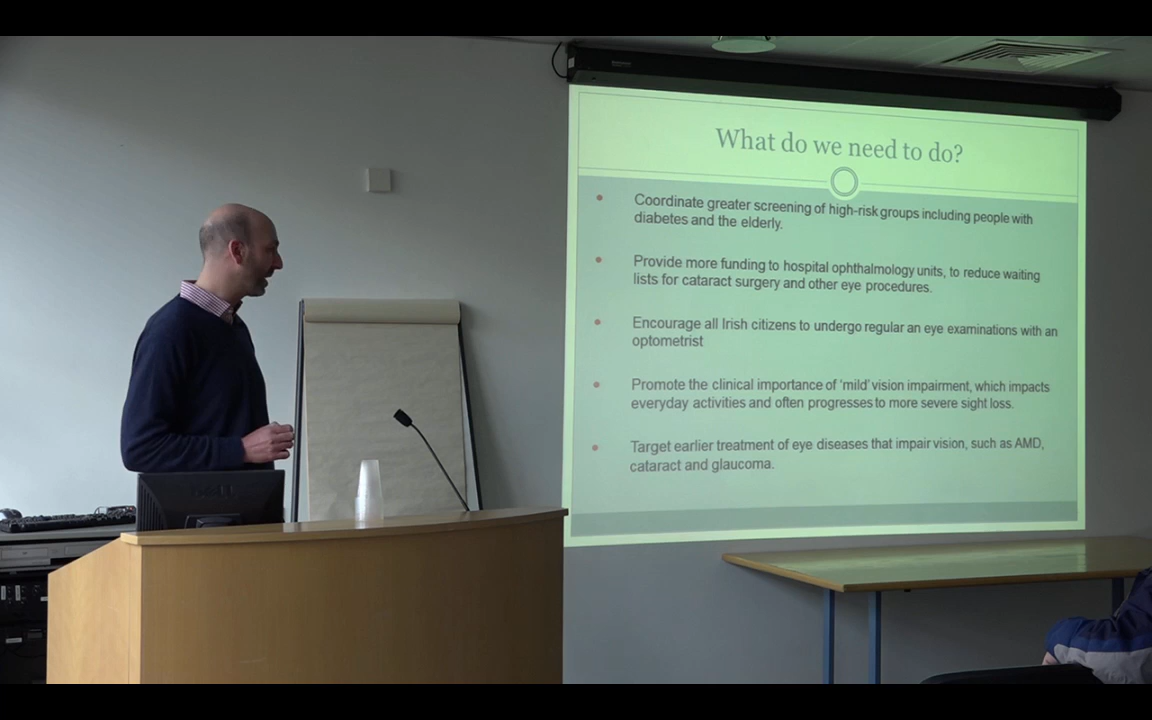 What do we need to do?
Coordinate greater screening of high-risk groups including people with
diabetes and the elderly.
Provide more funding to hospital ophthalmology units, to reduce waiting
lists for cataract surgery and other eye procedures.
Encourage all Irish citizens to undergo regular an eye examinations with an
optometrist
Promote the clinical importance of 'mild' vision impairment, which impacts
everyday activities and often progresses to more severe sight loss.
Target earlier treatment of eye diseases that impair vision, such as AMD,
cataract and glaucoma.
DELL